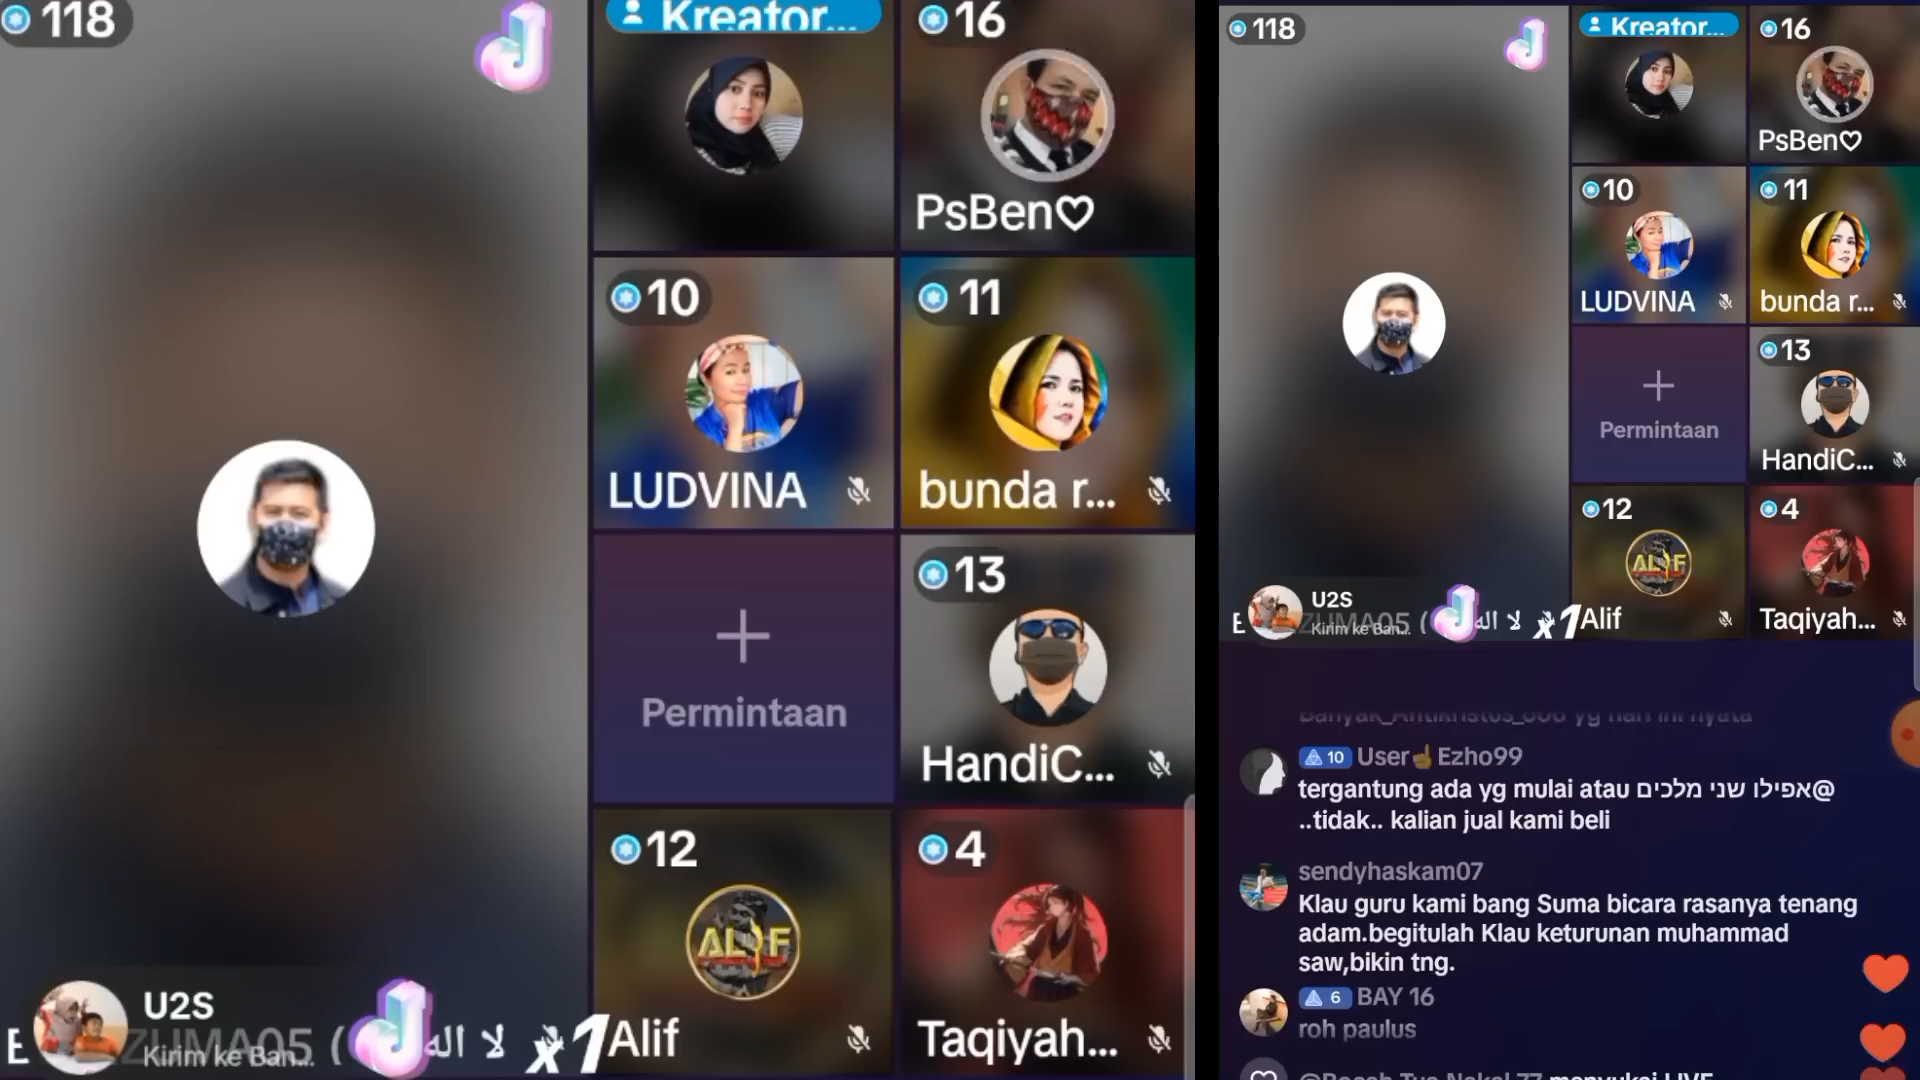 118
Kreator...
16
PsBen♡
10
LUDVINA
11
bunda r...
Permintaan
13
HandiC...
12
Alif
4
Taqiyah...
U2S
Kirim ke Ban...
x1
118
Kreator...
16
PsBen♡
10
LUDVINA
11
bunda r...
Permintaan
13
HandiC...
12
Alif
4
Taqiyah...
U2S
Kirim ke Ban...
x1
10 User☝Ezho99
tergantung ada yg mulai atau אפילו שני מלכים@
..tidak.. kalian jual kami beli
sendyhaskam07
Klau guru kami bang Suma bicara rasanya tenang
adam.begitulah Klau keturunan muhammad
saw,bikin tng.
6 BAY 16
roh paulus